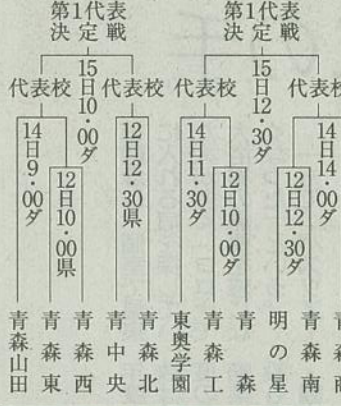 第1代表
決定戦
第1代表
決定戦
15日10・00ダ
15日12・30ダ
代表校
代表校
代表校
代表
14日9・00ダ
12日10・00県
12日12・30県
14日11・30ダ
12日10・00ダ
12日12・30ダ
14日14・00ダ
青森山田
青森東
青森西
青中央
青森北
東奥学園
青森工
青森
明の星
青森南
青森商